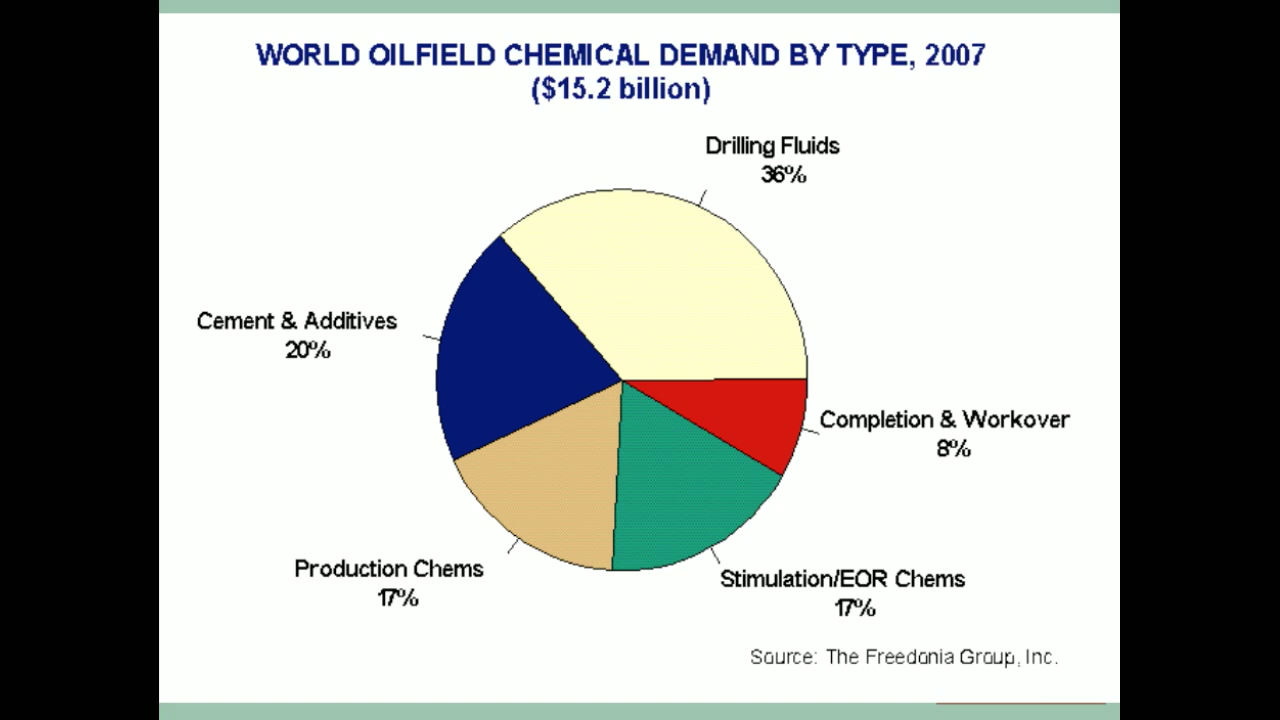 WORLD OILFIELD CHEMICAL DEMAND BY TYPE, 2007
($15.2 billion)
Drilling Fluids
36%
Cement & Additives
20%
Completion & Workover
8%
Production Chems
17%
Stimulation/EOR Chems
17%
Source: The Freedonia Group, Inc.